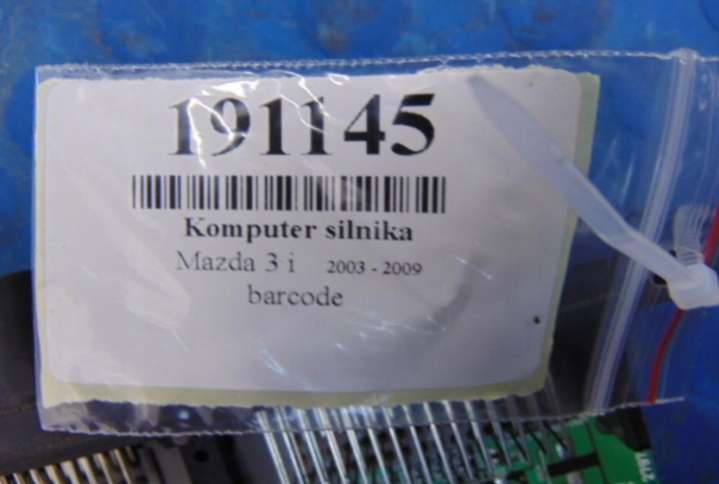 191145
Komputer silnika
Mazda 3 i 2003 - 2009
barcode